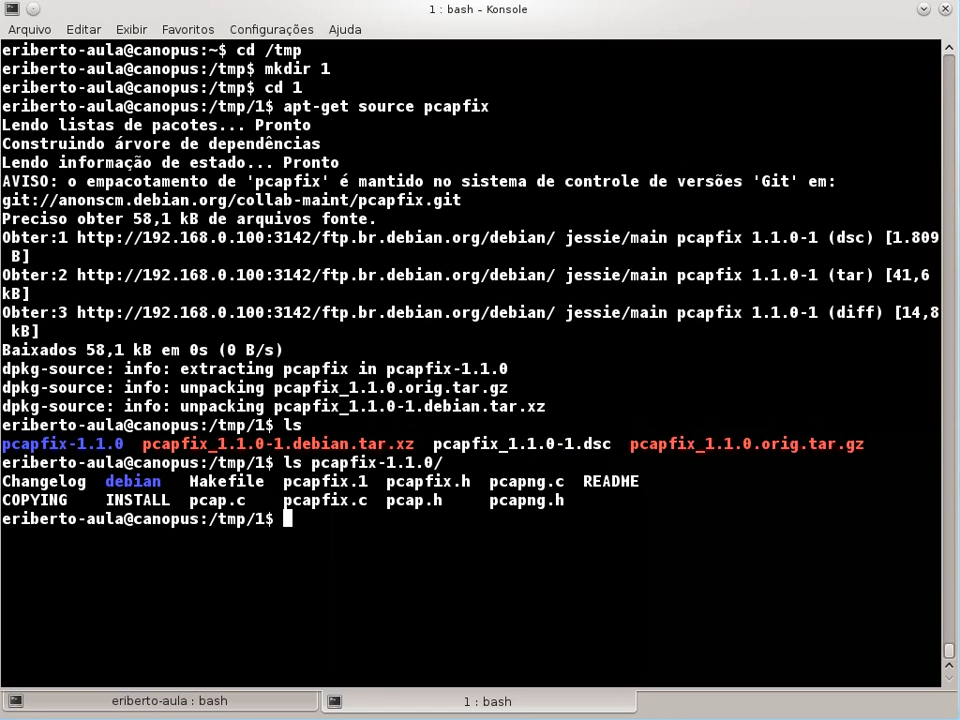 1 : bash – Konsole
Arquivo Editar Exibir Favoritos Configurações Ajuda
eriberto-aula@canopus:~$ cd /tmp
eriberto-aula@canopus:/tmp$ mkdir 1
eriberto-aula@canopus:/tmp$ cd 1
eriberto-aula@canopus:/tmp/1$ apt-get source pcapfix
Lendo listas de pacotes... Pronto
Construindo árvore de dependências
Lendo informação de estado... Pronto
AVISO: o empacotamento de 'pcapfix' é mantido no sistema de controle de versões 'Git' em:
git://anonscm.debian.org/collab-maint/pcapfix.git
Preciso obter 58,1 kB de arquivos fonte.
Obter:1 http://192.168.0.100:3142/ftp.br.debian.org/debian/ jessie/main pcapfix 1.1.0-1 (dsc) [1.809
B]
Obter:2 http://192.168.0.100:3142/ftp.br.debian.org/debian/ jessie/main pcapfix 1.1.0-1 (tar) [41,6
kB]
Obter:3 http://192.168.0.100:3142/ftp.br.debian.org/debian/ jessie/main pcapfix 1.1.0-1 (diff) [14,8
kB]
Baixados 58,1 kB em 0s (0 B/s)
dpkg-source: info: extracting pcapfix in pcapfix-1.1.0
dpkg-source: info: unpacking pcapfix_1.1.0.orig.tar.gz
dpkg-source: info: unpacking pcapfix_1.1.0-1.debian.tar.xz
eriberto-aula@canopus:/tmp/1$ ls
pcapfix-1.1.0 pcapfix_1.1.0-1.debian.tar.xz pcapfix_1.1.0-1.dsc pcapfix_1.1.0.orig.tar.gz
eriberto-aula@canopus:/tmp/1$ ls pcapfix-1.1.0/
Changelog debian Makefile pcapfix.1 pcapfix.h pcapng.c README
COPYING INSTALL pcap.c pcapfix.c pcap.h pcapng.h
eriberto-aula@canopus:/tmp/1$
eriberto-aula : bash
1 : bash